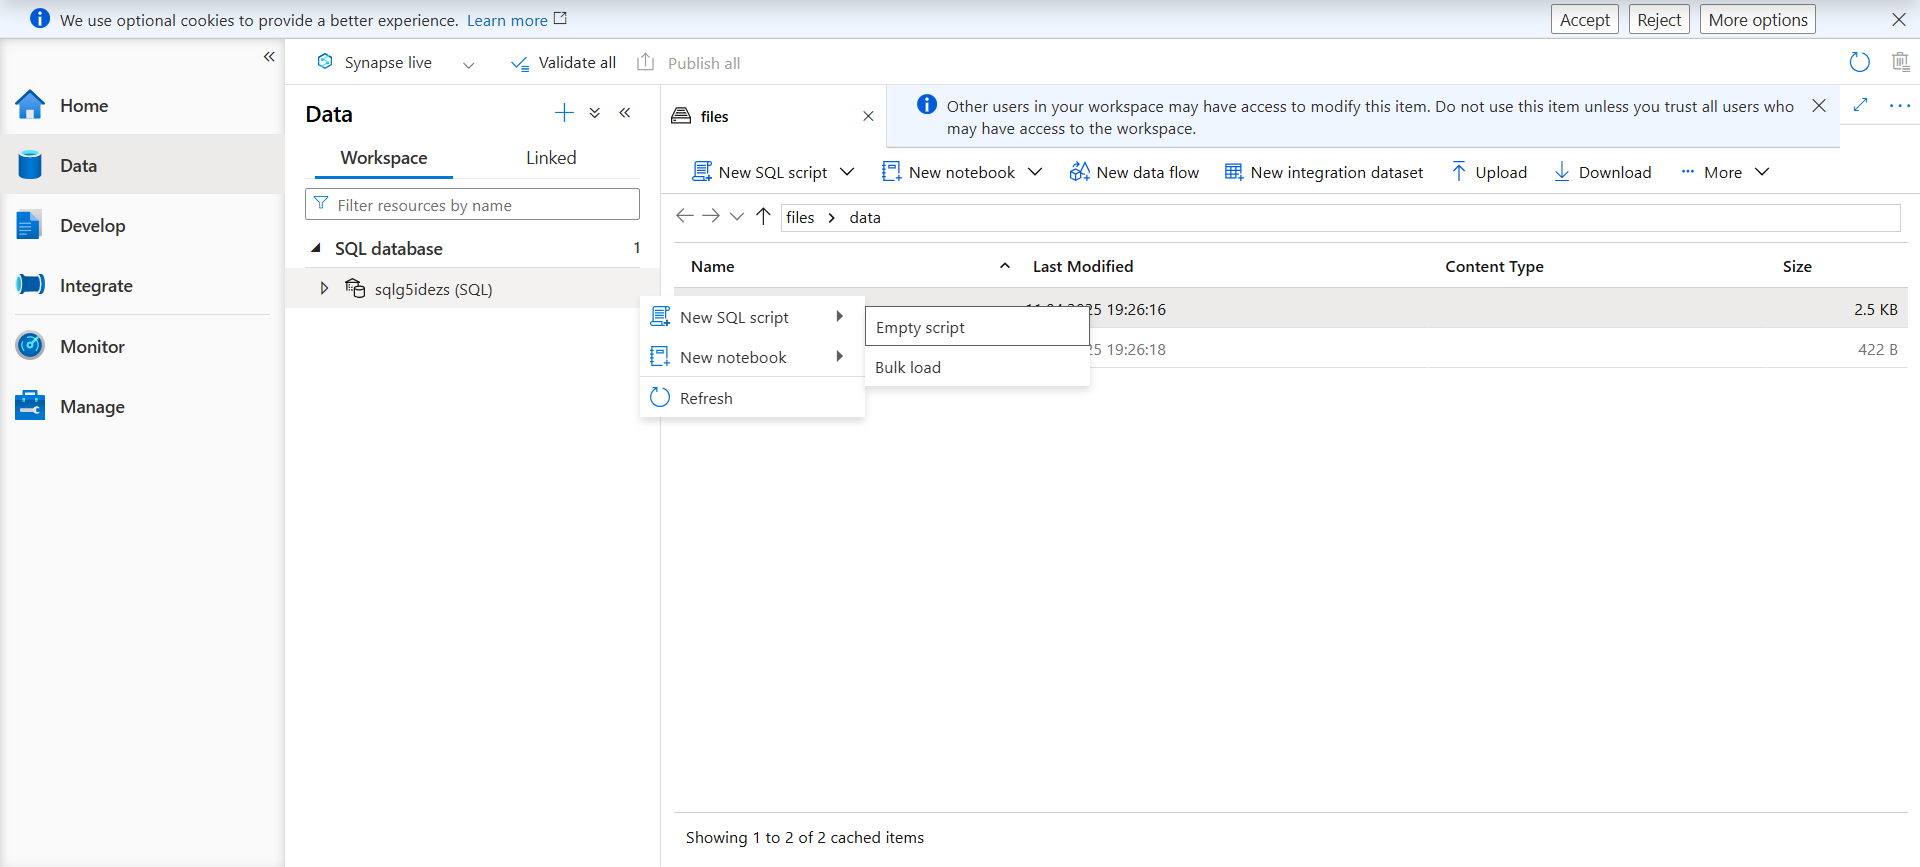 We use optional cookies to provide a better experience. Learn more
Accept
Reject
More options
Synapse live
Validate all
Publish all
Home
Data
Develop
Integrate
Monitor
Manage
Data
Workspace
Linked
Filter resources by name
SQL database 1
sqlg5idezs (SQL)
files
Other users in your workspace may have access to modify this item. Do not use this item unless you trust all users who
may have access to the workspace.
New SQL script
New notebook
New data flow
New integration dataset
Upload
Download
More
files > data
Name
Last Modified
Content Type
Size
19:26:16 2.5 KB
19:26:18 422 B
New SQL script
New notebook
Refresh
Empty script
Bulk load
Showing 1 to 2 of 2 cached items